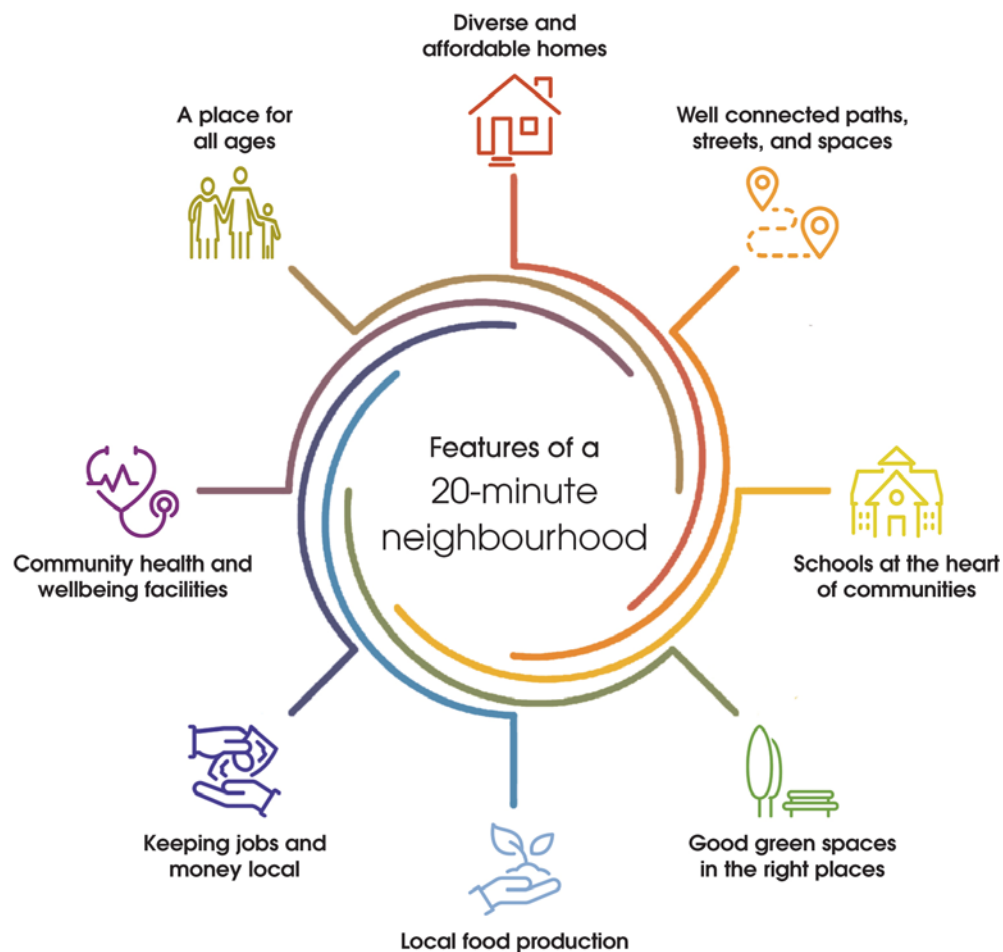 Diverse and
affordable homes
Well connected paths,
streets, and spaces
Schools at the heart
of communities
Good green spaces
in the right places
Local food production
Keeping jobs and
money local
Community health and
wellbeing facilities
A place for
all ages
Features of a
20-minute
neighbourhood